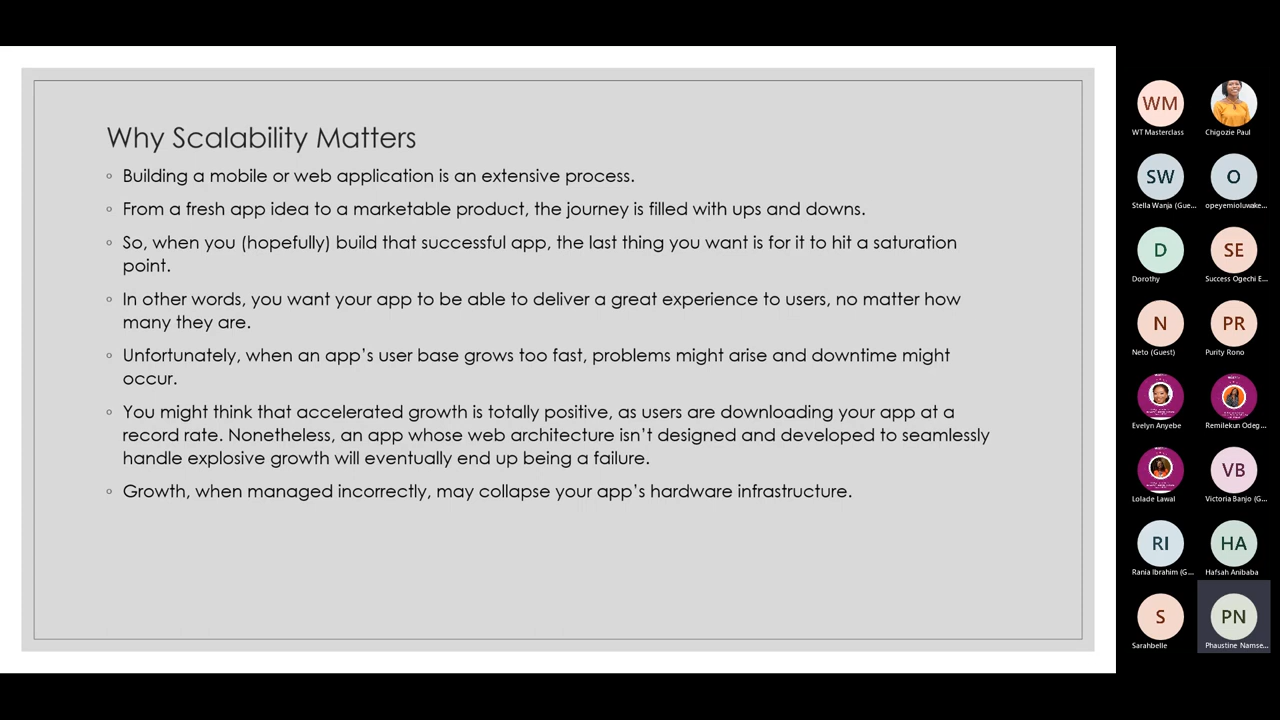 Why Scalability Matters
Building a mobile or web application is an extensive process.
From a fresh app idea to a marketable product, the journey is filled with ups and downs.
So, when you (hopefully) build that successful app, the last thing you want is for it to hit a saturation
point.
In other words, you want your app to be able to deliver a great experience to users, no matter how
many they are.
Unfortunately, when an app’s user base grows too fast, problems might arise and downtime might
occur.
You might think that accelerated growth is totally positive, as users are downloading your app at a
record rate. Nonetheless, an app whose web architecture isn’t designed and developed to seamlessly
handle explosive growth will eventually end up being a failure.
Growth, when managed incorrectly, may collapse your app’s hardware infrastructure.
WM
WT Masterclass
Chigozie Paul
SW
Stella Wanja (Gue...
O
opeyemioluwake...
D
Dorothy
SE
Success Ogechi E...
N
Neto (Guest)
PR
Purity Rono
Evelyn Anyebe
Remilekun Odeg...
Lolade Lawal
VB
Victoria Banjo (G...
RI
Rania Ibrahim (G...
HA
Hafsah Anibaba
S
Sarahbelle
PN
Phaustine Namse...